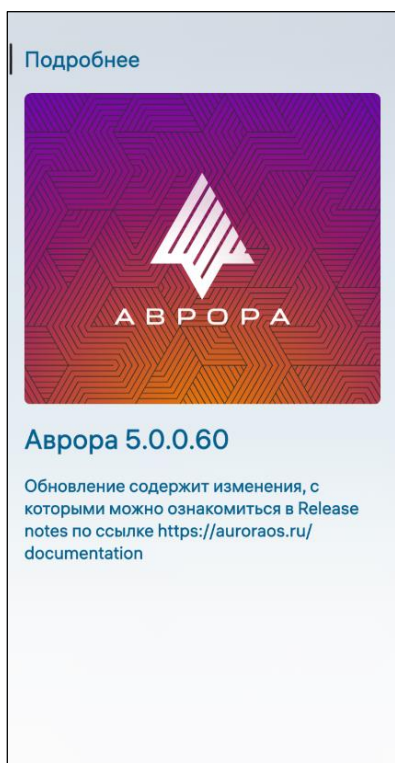 Подробнее
АВРОРА
Аврора 5.0.0.60
Обновление содержит изменения, с
которыми можно ознакомиться в Release
notes по ссылке https://auroraos.ru/
documentation